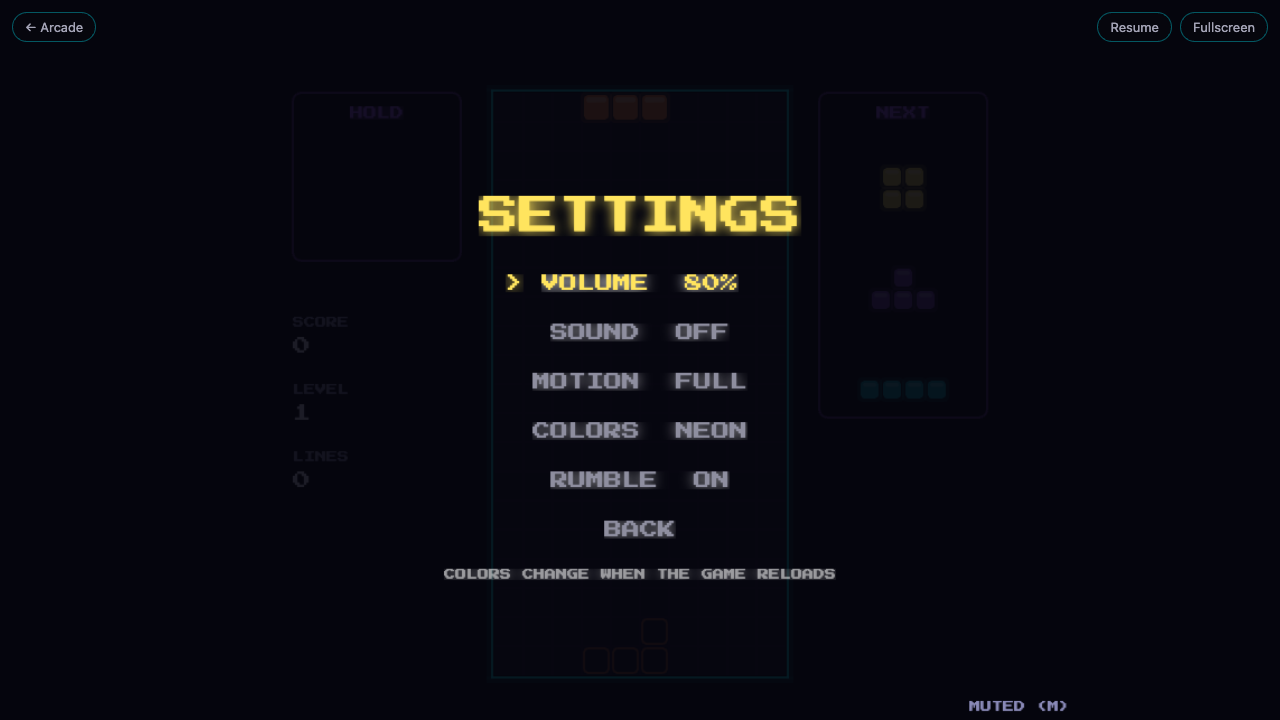 ← Arcade
Resume
Fullscreen
HOLD
NEXT
SETTINGS
> VOLUME 80%
SCORE
0
SOUND OFF
MOTION FULL
LEVEL
1
COLORS NEON
LINES
0
RUMBLE ON
BACK
COLORS CHANGE WHEN THE GAME RELOADS
MUTED (M)